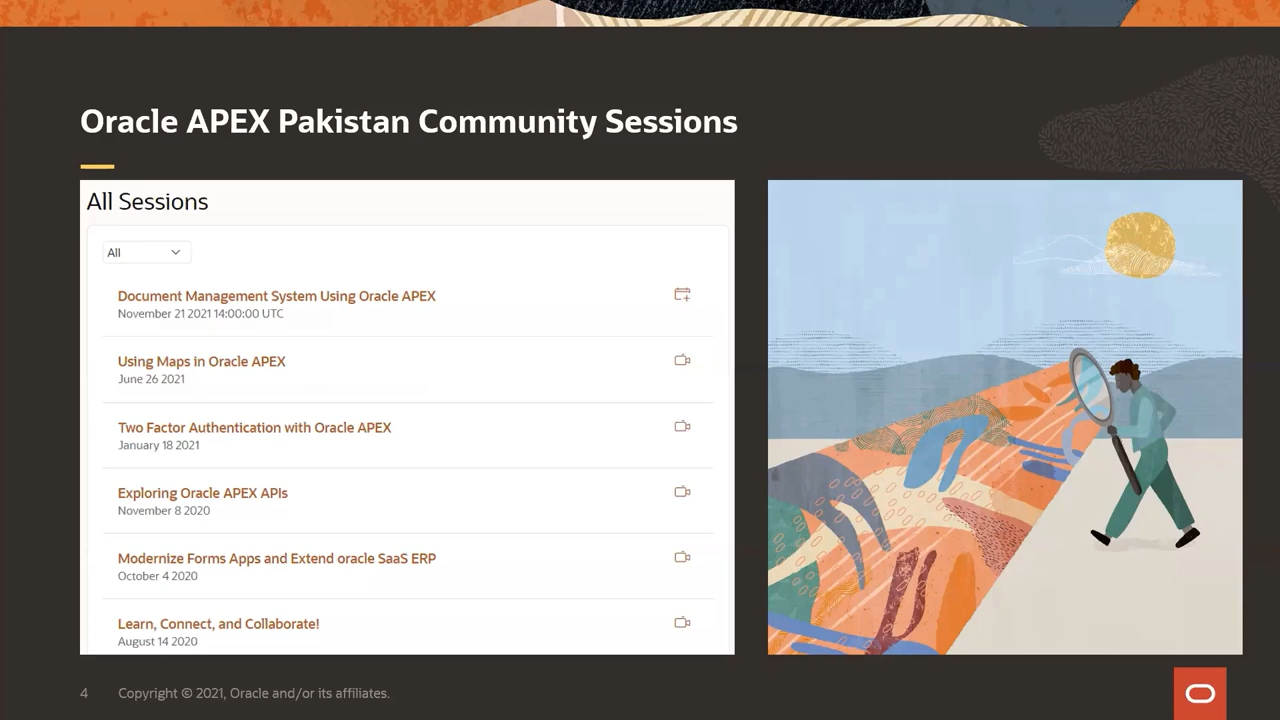 Oracle APEX Pakistan Community Sessions
All Sessions
All
Document Management System Using Oracle APEX
November 21 2021 14:00:00 UTC
Using Maps in Oracle APEX
June 26 2021
Two Factor Authentication with Oracle APEX
January 18 2021
Exploring Oracle APEX APIs
November 8 2020
Modernize Forms Apps and Extend oracle SaaS ERP
October 4 2020
Learn, Connect, and Collaborate!
August 14 2020
4 Copyright © 2021, Oracle and/or its affiliates.